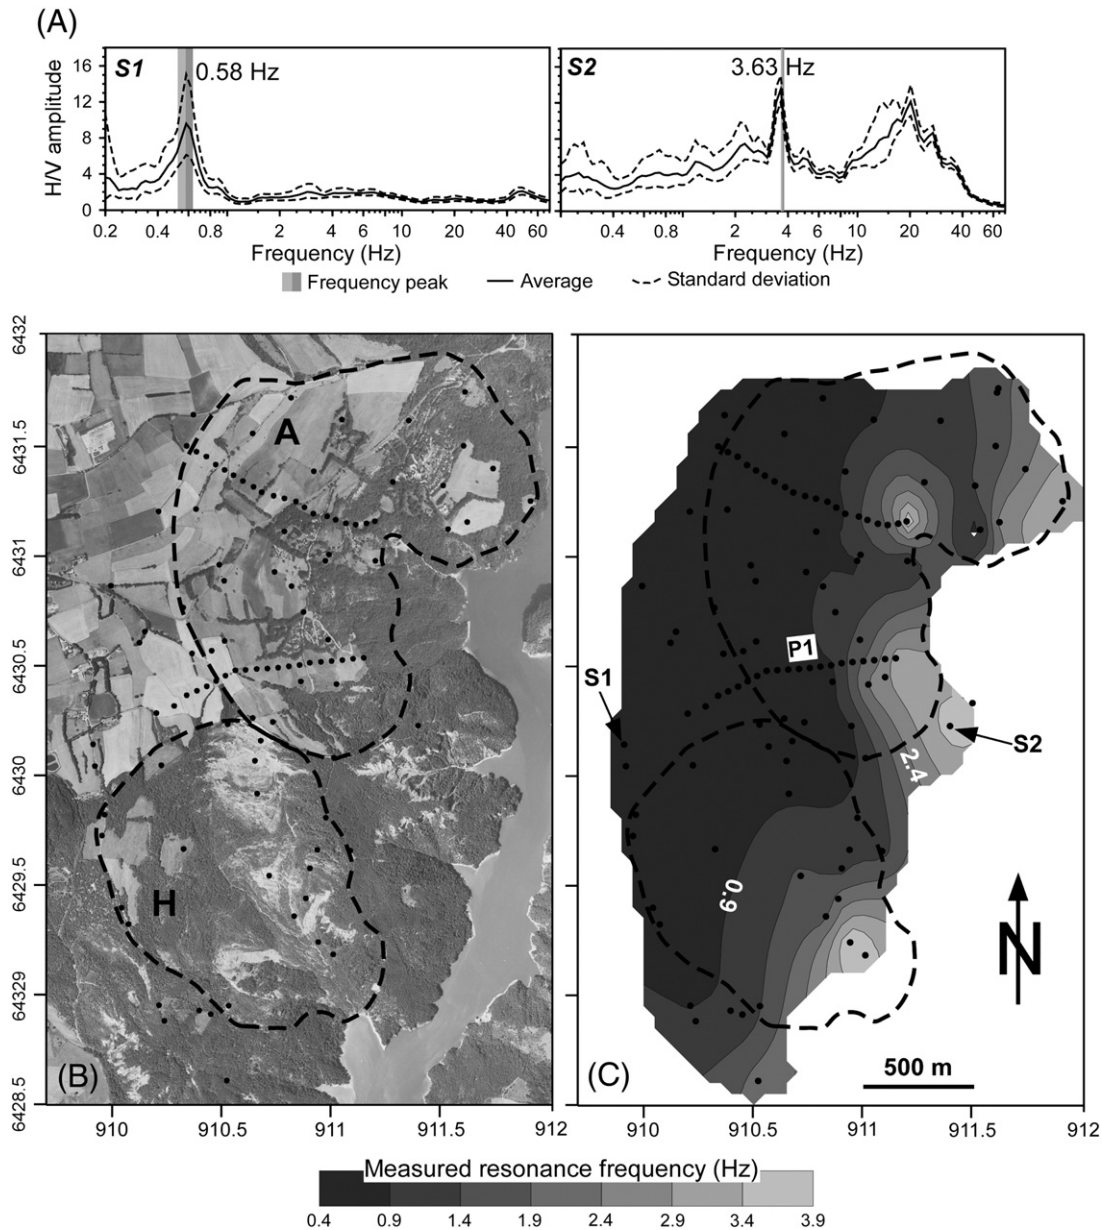 (A)
H/V amplitude
16
12
8
4
0
S1
0.58 Hz
0.2 0.4 0.8 2 4 6 10 20 40 60
Frequency (Hz)
S2
3.63 Hz
0.4 0.8 2 4 6 10 20 40 60
Frequency (Hz)
Frequency peak
Average
Standard deviation
6432
6431.5
6431
6430.5
6430
6429.5
64329
6428.5
A
H
(B)
910 910.5 911 911.5 912
P1
S1
S2
2.4
0.9
N
500 m
(C)
910 910.5 911 911.5 912
Measured resonance frequency (Hz)
0.4 0.9 1.4 1.9 2.4 2.9 3.4 3.9